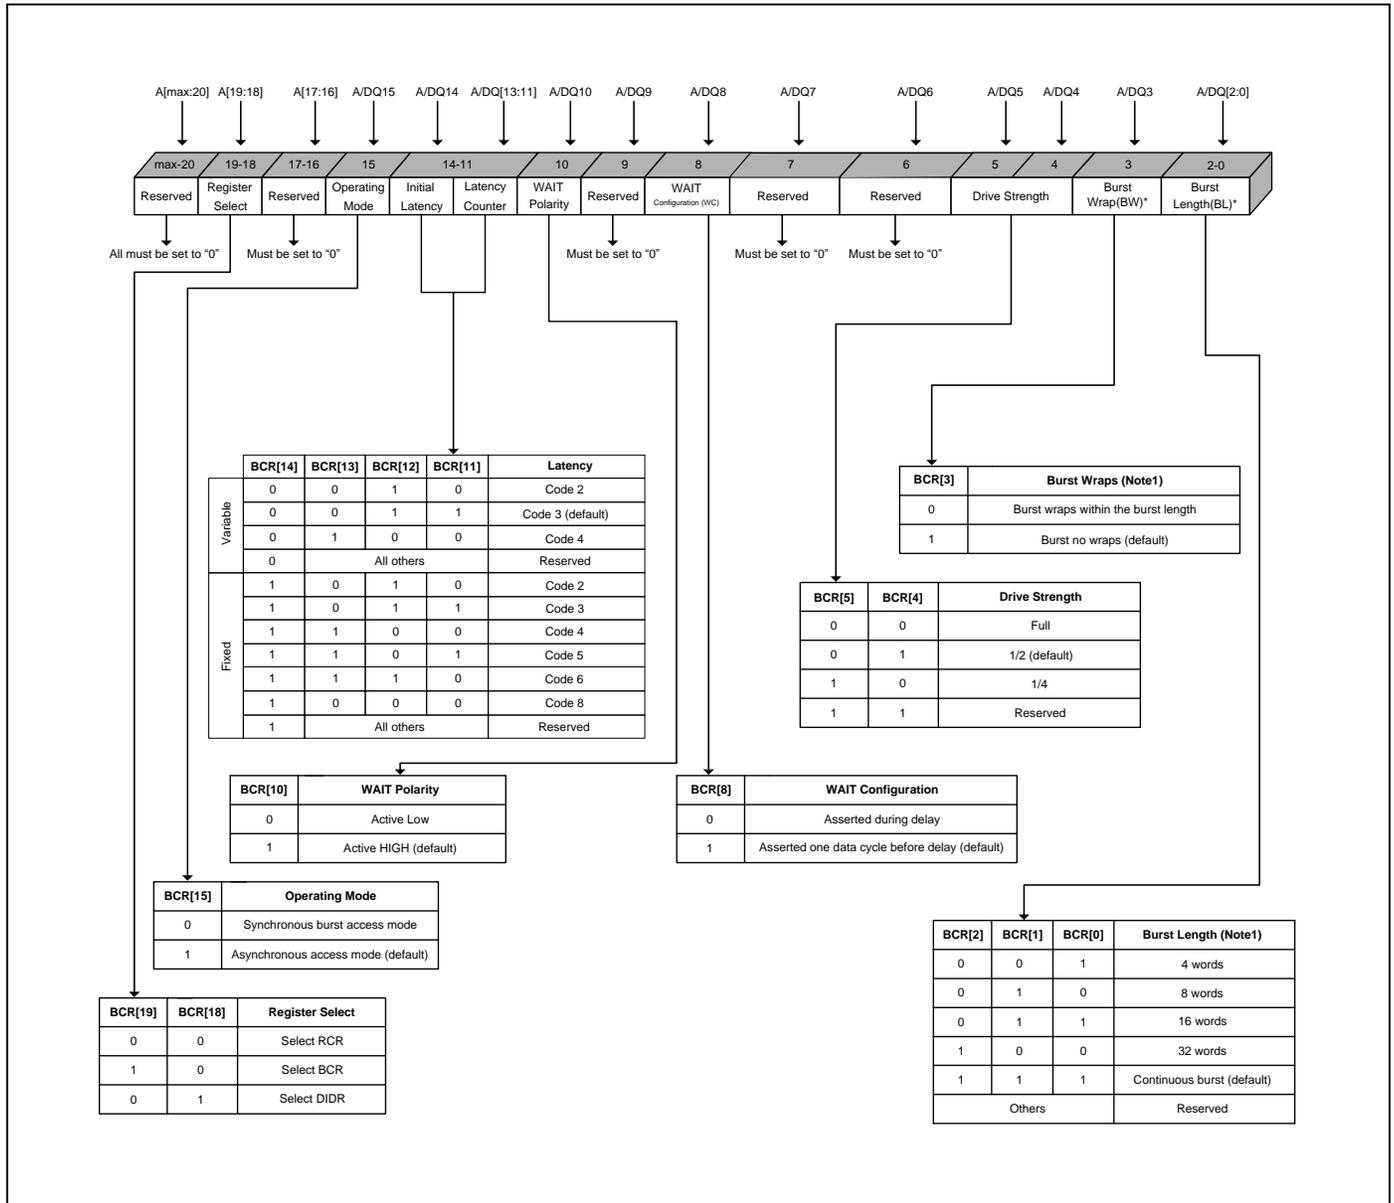 A[max:20] A[19:18] A[17:16] A/DQ15 A/DQ14 A/DQ[13:11] A/DQ10 A/DQ9 A/DQ8 A/DQ7 A/DQ6 A/DQ5 A/DQ4 A/DQ3 A/DQ[2:0]
max-20 19-18 17-16 15 14-11 10 9 8 7 6 5 4 3 2-0
Reserved Register Select Reserved Operating Mode Initial Latency Latency Counter WAIT Polarity Reserved WAIT Configuration (WC) Reserved Reserved Drive Strength Burst Wrap(BW)* Burst Length(BL)*
All must be set to “0” Must be set to “0” Must be set to “0” Must be set to “0” Must be set to “0”
BCR[14] BCR[13] BCR[12] BCR[11] Latency
Variable
0 0 1 0 Code 2
0 0 1 1 Code 3 (default)
0 1 0 0 Code 4
0 All others Reserved
Fixed
1 0 1 0 Code 2
1 0 1 1 Code 3
1 1 0 0 Code 4
1 1 0 1 Code 5
1 1 1 0 Code 6
1 0 0 0 Code 8
1 All others Reserved
BCR[3] Burst Wraps (Note1)
0 Burst wraps within the burst length
1 Burst no wraps (default)
BCR[5] BCR[4] Drive Strength
0 0 Full
0 1 1/2 (default)
1 0 1/4
1 1 Reserved
BCR[10] WAIT Polarity
0 Active Low
1 Active HIGH (default)
BCR[8] WAIT Configuration
0 Asserted during delay
1 Asserted one data cycle before delay (default)
BCR[15] Operating Mode
0 Synchronous burst access mode
1 Asynchronous access mode (default)
BCR[2] BCR[1] BCR[0] Burst Length (Note1)
0 0 1 4 words
0 1 0 8 words
0 1 1 16 words
1 0 0 32 words
1 1 1 Continuous burst (default)
Others Reserved
BCR[19] BCR[18] Register Select
0 0 Select RCR
1 0 Select BCR
0 1 Select DIDR